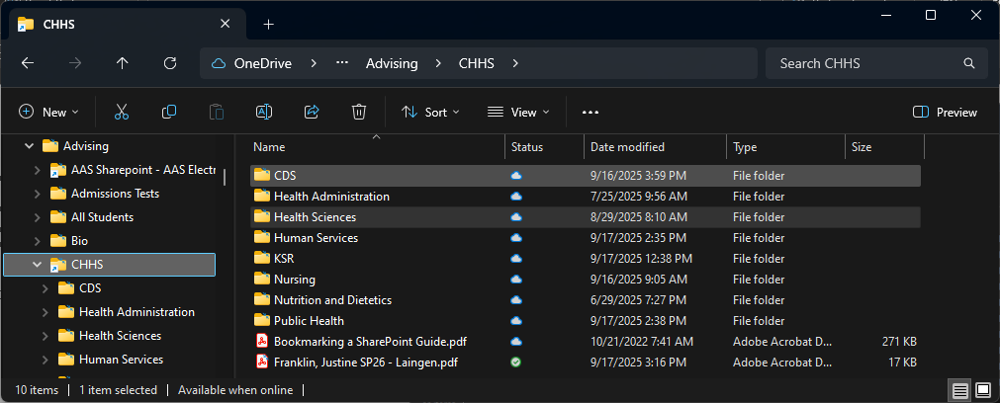 CHHS
OneDrive > ··· Advising > CHHS > Search CHHS
New Sort View ··· Preview
Advising
AAS Sharepoint - AAS Electr
Admissions Tests
All Students
Bio
CHHS
CDS
Health Administration
Health Sciences
Human Services
Name Status Date modified Type Size
CDS 9/16/2025 3:59 PM File folder
Health Administration 7/25/2025 9:56 AM File folder
Health Sciences 8/29/2025 8:10 AM File folder
Human Services 9/17/2025 2:35 PM File folder
KSR 9/17/2025 12:38 PM File folder
Nursing 9/16/2025 9:05 AM File folder
Nutrition and Dietetics 6/29/2025 7:27 PM File folder
Public Health 9/17/2025 2:38 PM File folder
Bookmarking a SharePoint Guide.pdf 10/21/2022 7:41 AM Adobe Acrobat D... 271 KB
Franklin, Justine SP26 - Laingen.pdf 9/17/2025 3:16 PM Adobe Acrobat D... 17 KB
10 items 1 item selected Available when online